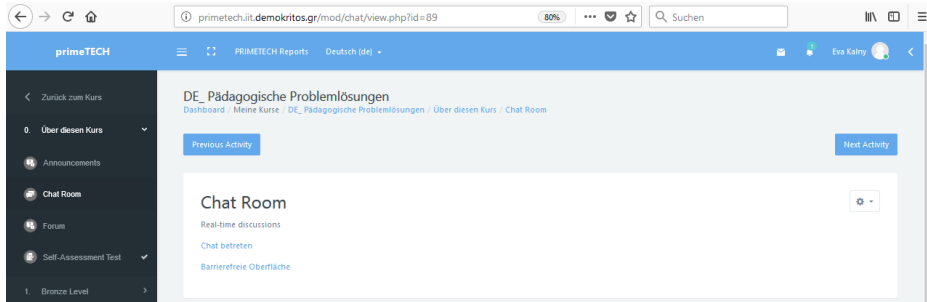 primetech.iit.demokritos.gr/mod/chat/view.php?id=89 80% Suchen
primeTECH PRIMETECH Reports Deutsch (de) Eva Kalny
Zurück zum Kurs
0. Über diesen Kurs
Announcements
Chat Room
Forum
Self-Assessment Test
1. Bronze Level
DE_ Pädagogische Problemlösungen
Dashboard / Meine Kurse / DE_ Pädagogische Problemlösungen / Über diesen Kurs / Chat Room
Previous Activity Next Activity
Chat Room
Real-time discussions
Chat betreten
Barrierefreie Oberfläche